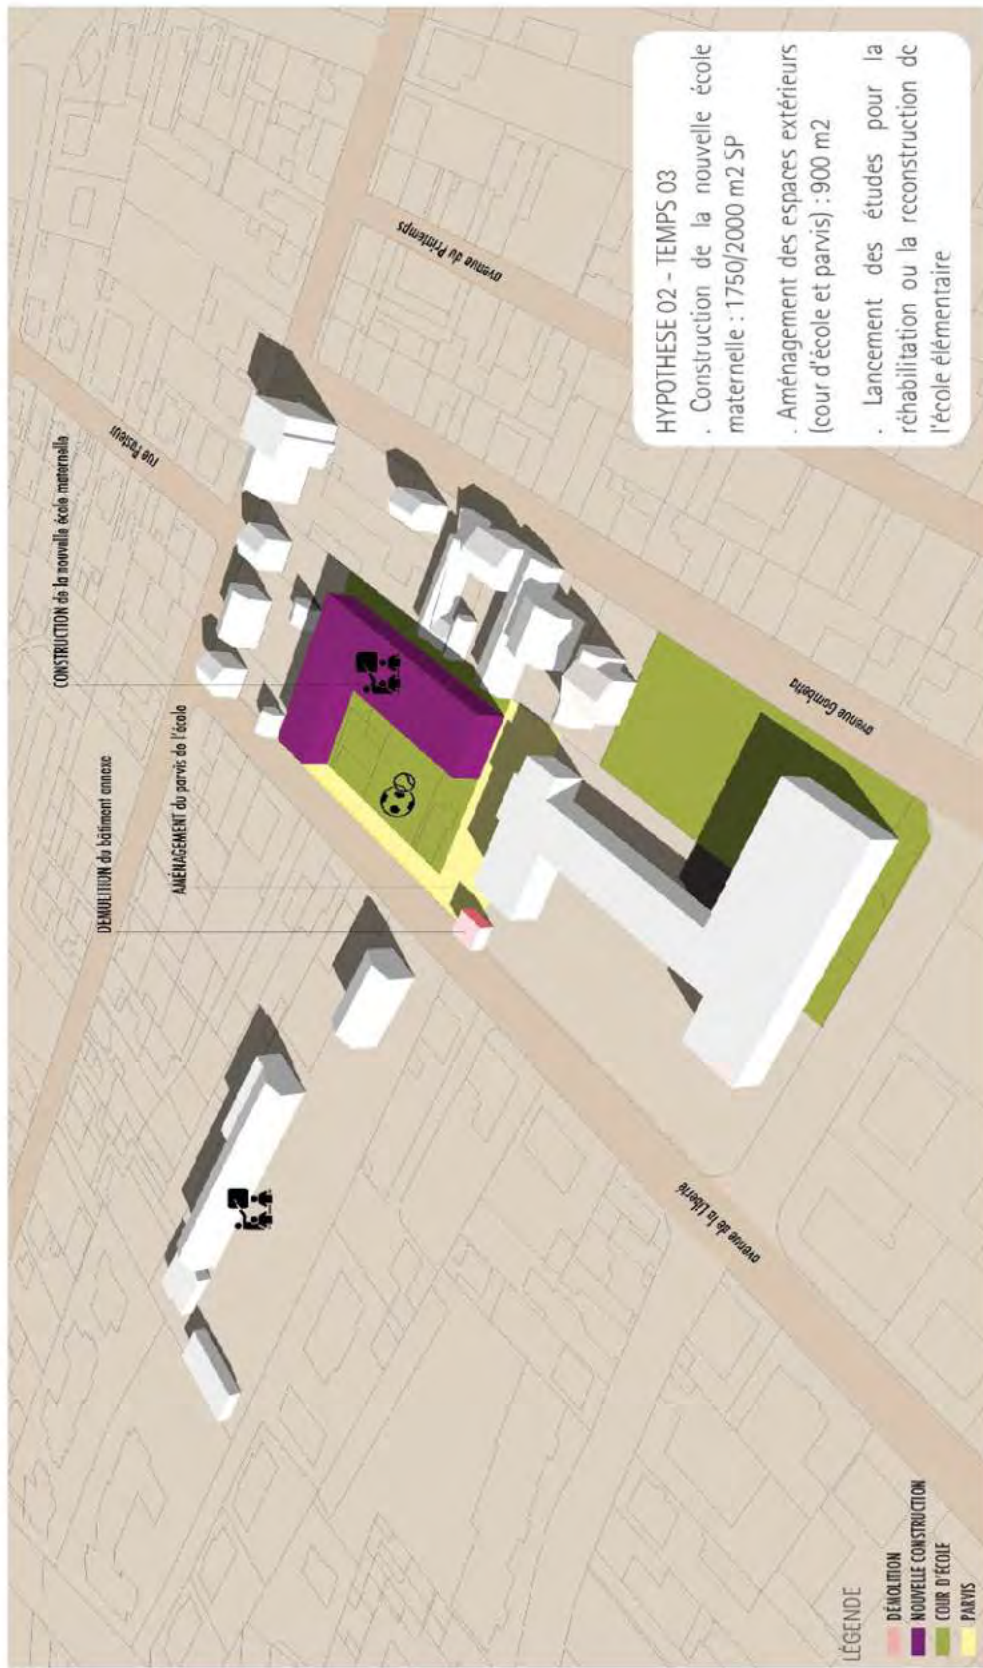 CONSTRUCTION de la nouvelle école maternelle
DEMOLITION du bâtiment annexe
AMÉNAGEMENT du parvis de l'école
rue Pasteur
avenue du Printemps
avenue Gambetta
avenue de la Liberté
HYPOTHESE 02 - TEMPS 03
. Construction de la nouvelle école
maternelle : 1750/2000 m2 SP
. Aménagement des espaces extérieurs
(cour d'école et parvis) : 900 m2
. Lancement des études pour la
réhabilitation ou la reconstruction de
l'école élémentaire
LÉGENDE
DÉMOLITION
NOUVELLE CONSTRUCTION
COUR D'ÉCOLE
PARVIS